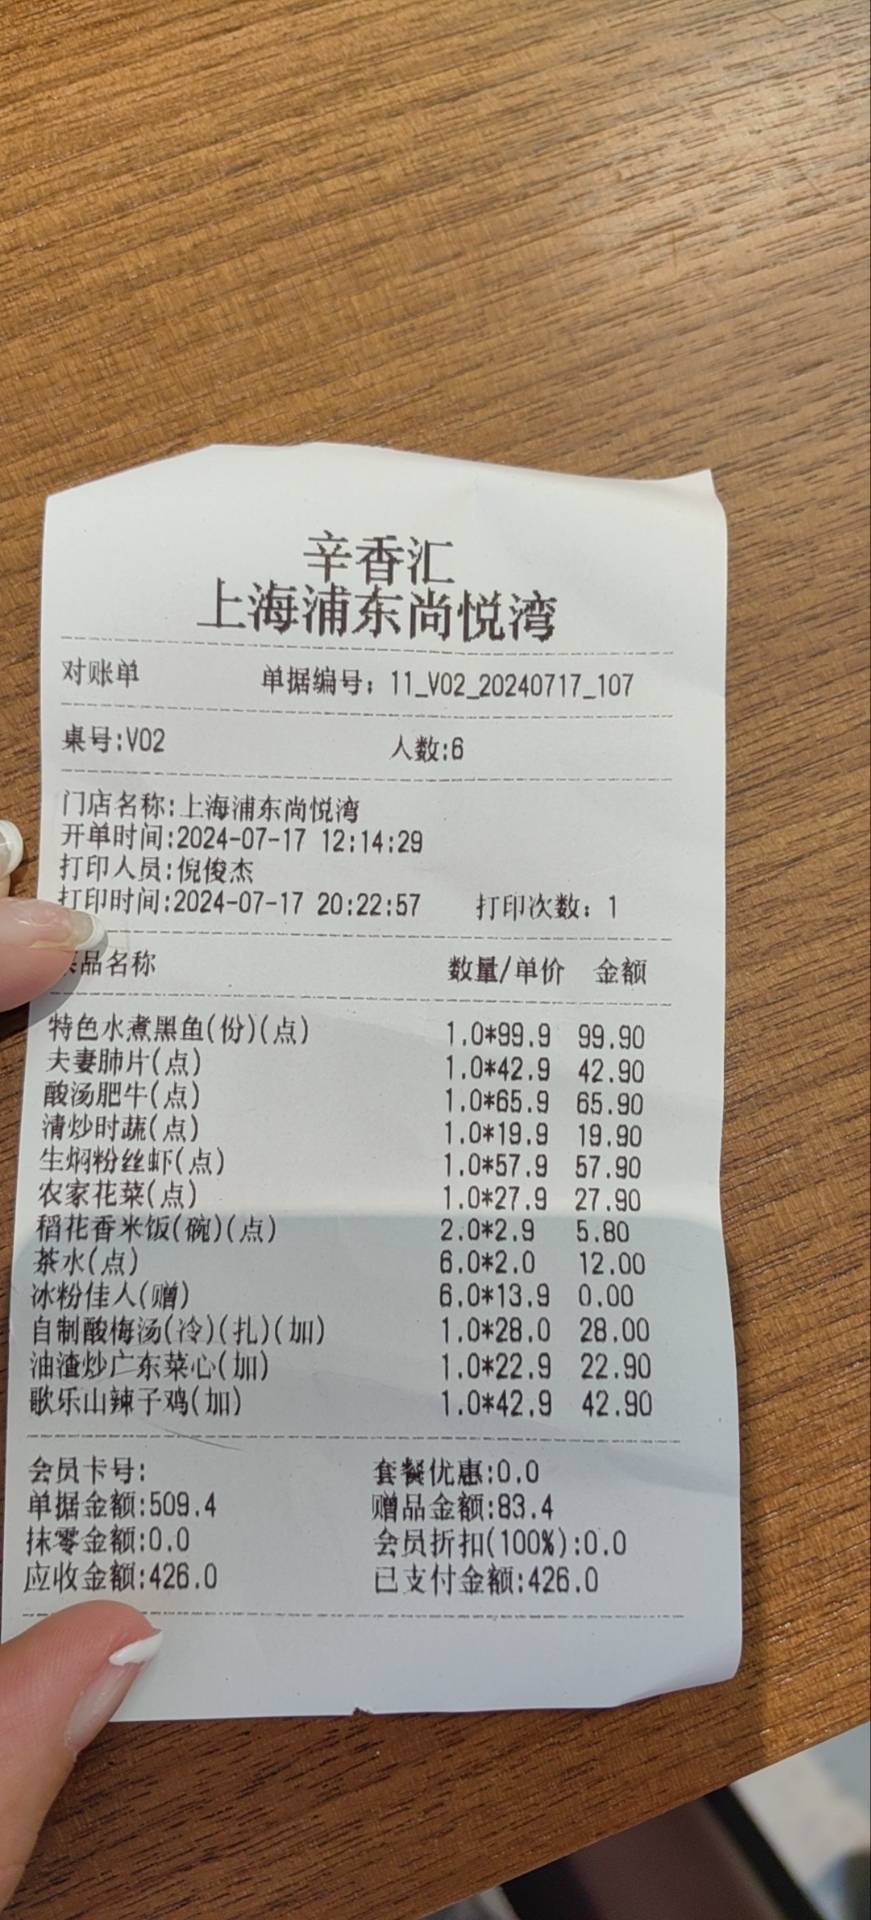 辛香汇
上海浦东尚悦湾
对账单 单据编号：11_V02_20240717_107
桌号:V02 人数:6
门店名称:上海浦东尚悦湾
开单时间:2024-07-17 12:14:29
打印人员:倪俊杰
打印时间:2024-07-17 20:22:57 打印次数：1
品名称 数量/单价 金额
特色水煮黑鱼(份)(点) 1.0*99.9 99.90
夫妻肺片(点) 1.0*42.9 42.90
酸汤肥牛(点) 1.0*65.9 65.90
清炒时蔬(点) 1.0*19.9 19.90
生焖粉丝虾(点) 1.0*57.9 57.90
农家花菜(点) 1.0*27.9 27.90
稻花香米饭(碗)(点) 2.0*2.9 5.80
茶水(点) 6.0*2.0 12.00
冰粉佳人(赠) 6.0*13.9 0.00
自制酸梅汤(冷)(扎)(加) 1.0*28.0 28.00
油渣炒广东菜心(加) 1.0*22.9 22.90
歌乐山辣子鸡(加) 1.0*42.9 42.90
会员卡号: 套餐优惠:0.0
单据金额:509.4 赠品金额:83.4
抹零金额:0.0 会员折扣(100%):0.0
应收金额:426.0 已支付金额:426.0